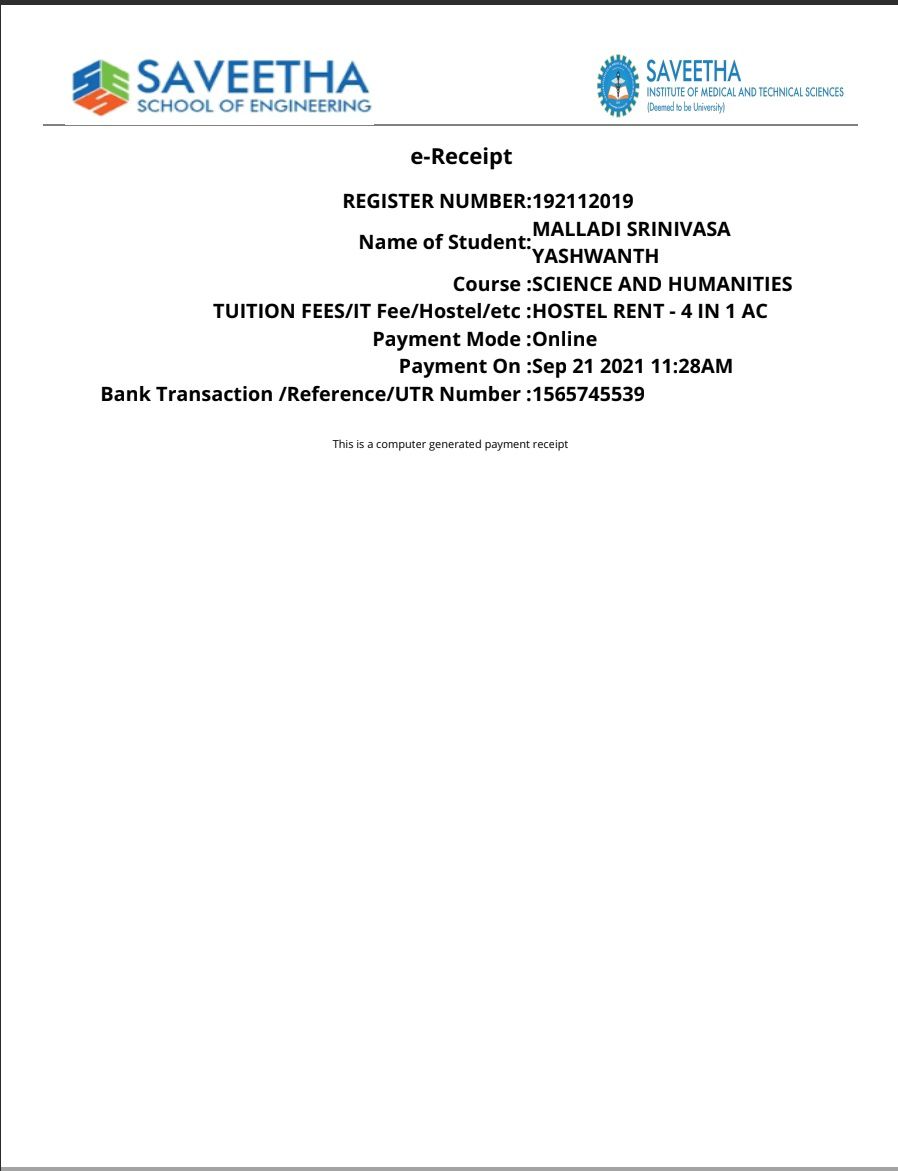 SAVEETHA
SCHOOL OF ENGINEERING
SAVEETHA
INSTITUTE OF MEDICAL AND TECHNICAL SCIENCES
(Deemed to be University)
e-Receipt
REGISTER NUMBER:192112019
Name of Student:MALLADI SRINIVASA
YASHWANTH
Course :SCIENCE AND HUMANITIES
TUITION FEES/IT Fee/Hostel/etc :HOSTEL RENT - 4 IN 1 AC
Payment Mode :Online
Payment On :Sep 21 2021 11:28AM
Bank Transaction /Reference/UTR Number :1565745539
This is a computer generated payment receipt